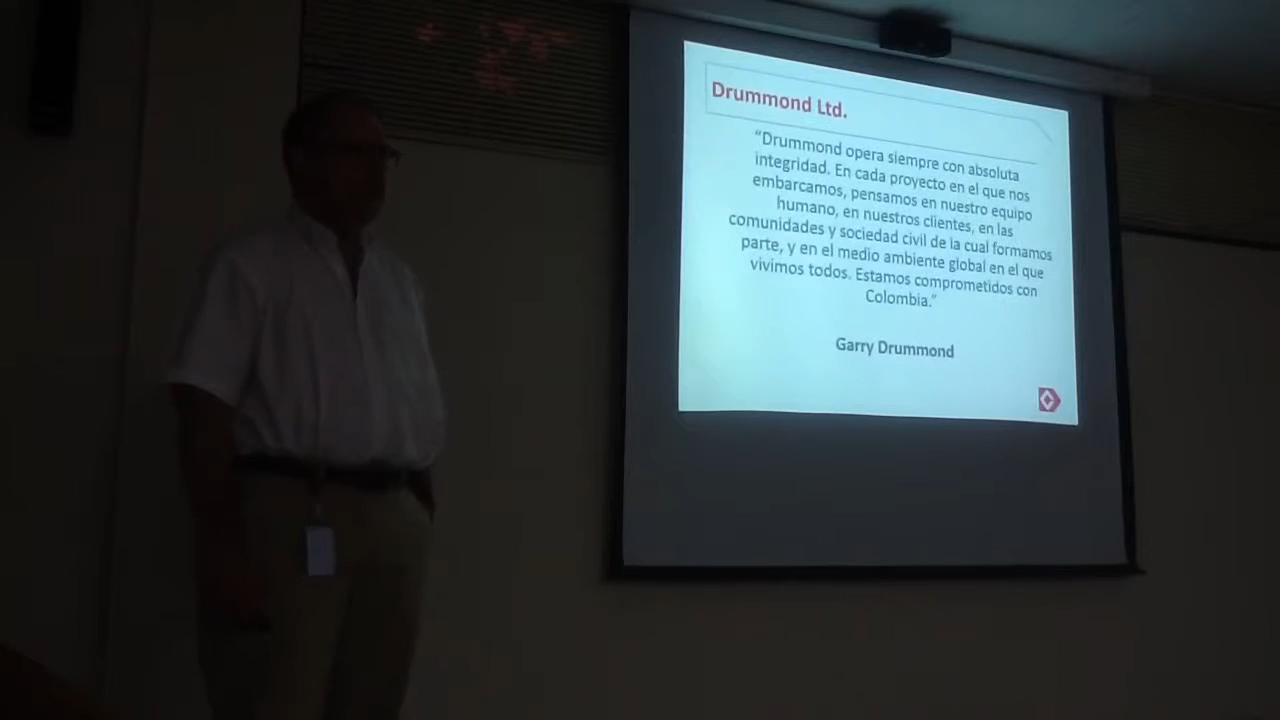 Drummond Ltd.
“Drummond opera siempre con absoluta
integridad. En cada proyecto en el que nos
embarcamos, pensamos en nuestro equipo
humano, en nuestros clientes, en las
comunidades y sociedad civil de la cual formamos
parte, y en el medio ambiente global en el que
vivimos todos. Estamos comprometidos con
Colombia.”
Garry Drummond